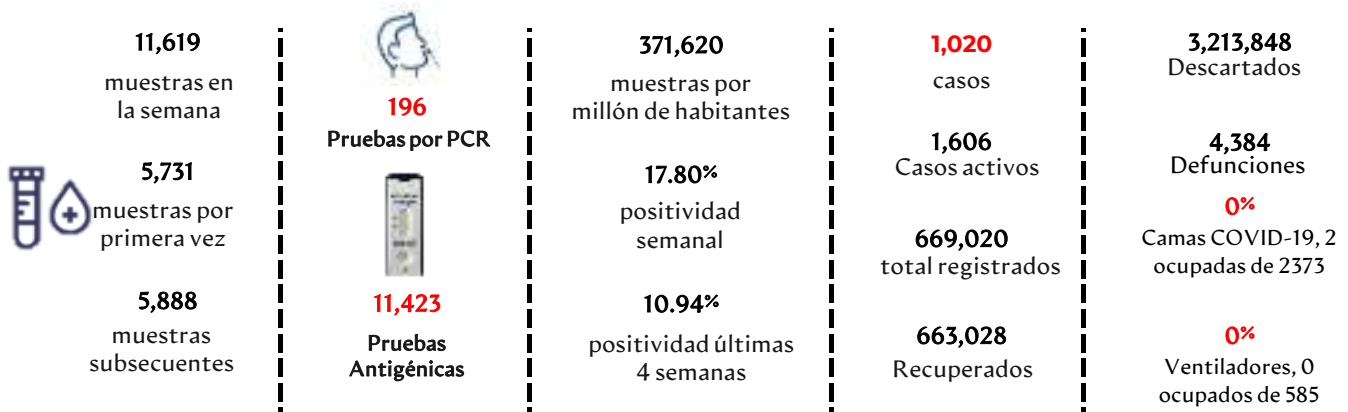 11,619
muestras en
la semana
5,731
muestras por
primera vez
5,888
muestras
subsecuentes
196
Pruebas por PCR
11,423
Pruebas
Antigénicas
371,620
muestras por
millón de habitantes
17.80%
positividad
semanal
10.94%
positividad últimas
4 semanas
1,020
casos
1,606
Casos activos
669,020
total registrados
663,028
Recuperados
3,213,848
Descartados
4,384
Defunciones
0%
Camas COVID-19, 2
ocupadas de 2373
0%
Ventiladores, 0
ocupados de 585